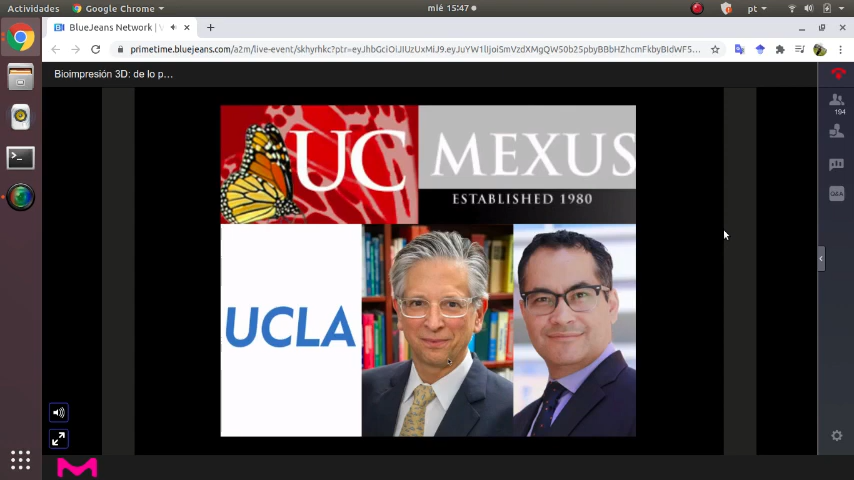 Actividades
Google Chrome
mié 15:47
pt
BlueJeans Network | V
primetime.bluejeans.com/a2m/live-event/skhyrhkc?ptr=eyJhbGciOiJIUzUxMiJ9.eyJuYW1lIjoiSmVzdXMgQW50b25pbyBBbHZhcmFkbyBIdWF5...
Bioimpresión 3D: de lo p...
194
Q&A
UC MEXUS
ESTABLISHED 1980
UCLA